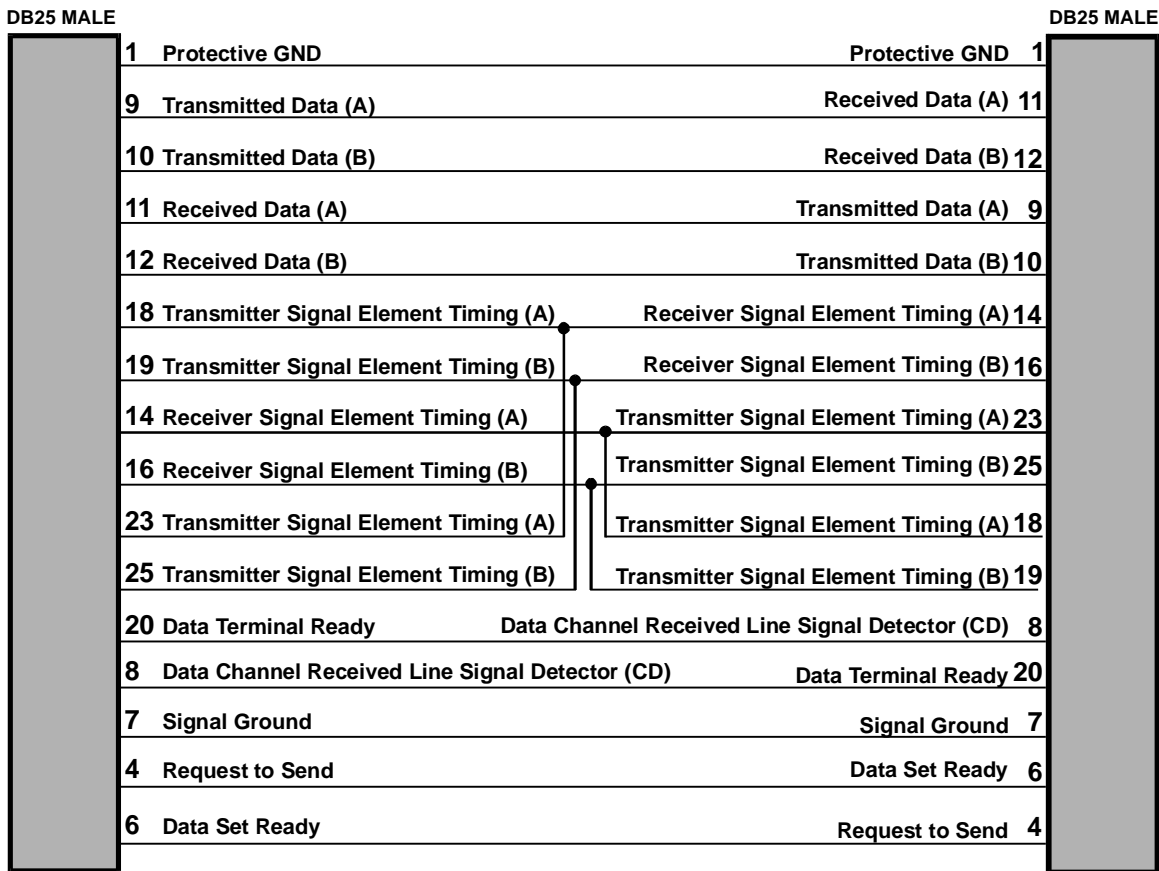 DB25 MALE DB25 MALE
1 Protective GND Protective GND 1
9 Transmitted Data (A) Received Data (A) 11
10 Transmitted Data (B) Received Data (B) 12
11 Received Data (A) Transmitted Data (A) 9
12 Received Data (B) Transmitted Data (B) 10
18 Transmitter Signal Element Timing (A) Receiver Signal Element Timing (A) 14
19 Transmitter Signal Element Timing (B) Receiver Signal Element Timing (B) 16
14 Receiver Signal Element Timing (A) Transmitter Signal Element Timing (A) 23
16 Receiver Signal Element Timing (B) Transmitter Signal Element Timing (B) 25
23 Transmitter Signal Element Timing (A) Transmitter Signal Element Timing (A) 18
25 Transmitter Signal Element Timing (B) Transmitter Signal Element Timing (B) 19
20 Data Terminal Ready Data Channel Received Line Signal Detector (CD) 8
8 Data Channel Received Line Signal Detector (CD) Data Terminal Ready 20
7 Signal Ground Signal Ground 7
4 Request to Send Data Set Ready 6
6 Data Set Ready Request to Send 4